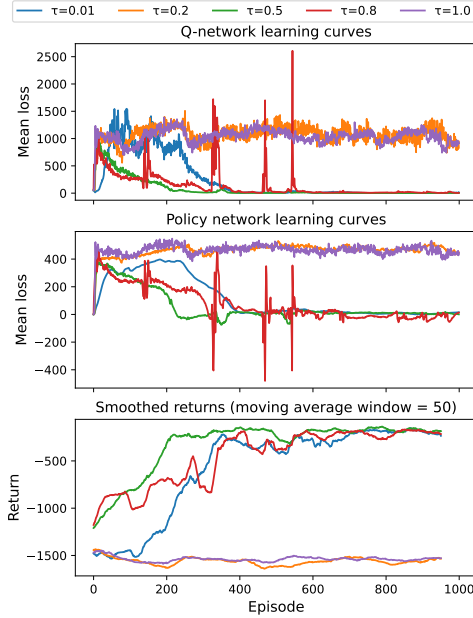 τ=0.01 τ=0.2 τ=0.5 τ=0.8 τ=1.0
Q-network learning curves
Mean loss
2500
2000
1500
1000
500
0
Policy network learning curves
Mean loss
400
200
0
−200
−400
Smoothed returns (moving average window = 50)
Return
−500
−1000
−1500
0 200 400 600 800 1000
Episode